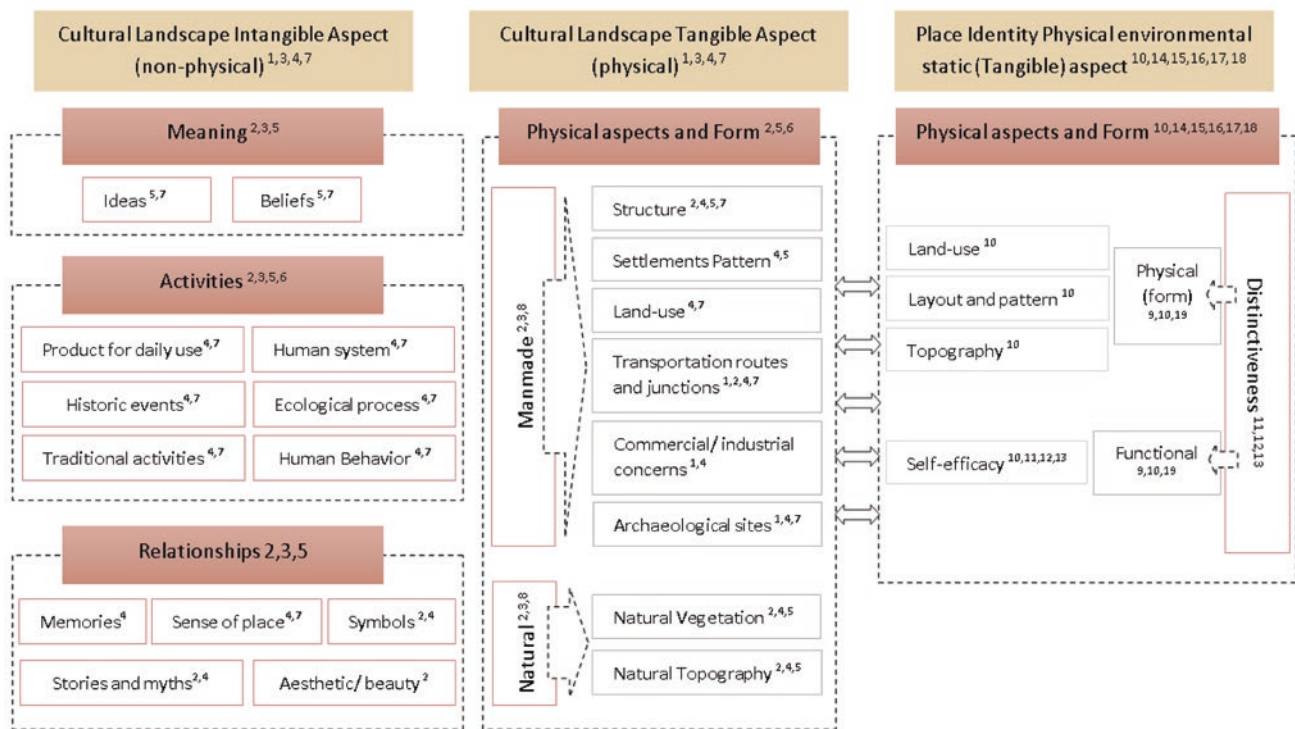 Cultural Landscape Intangible Aspect
(non-physical) 1,3,4,7
Meaning 2,3,5
Ideas 5,7
Beliefs 5,7
Activities 2,3,5,6
Product for daily use 4,7
Human system 4,7
Historic events 4,7
Ecological process 4,7
Traditional activities 4,7
Human Behavior 4,7
Relationships 2,3,5
Memories 4
Sense of place 4,7
Symbols 2,4
Stories and myths 2,4
Aesthetic/ beauty 2
Cultural Landscape Tangible Aspect
(physical) 1,3,4,7
Physical aspects and Form 2,5,6
Manmade 2,3,8
Structure 2,4,5,7
Settlements Pattern 4,5
Land-use 4,7
Transportation routes
and junctions 1,2,4,7
Commercial/ industrial
concerns 1,4
Archaeological sites 1,4,7
Natural 2,3,8
Natural Vegetation 2,4,5
Natural Topography 2,4,5
Place Identity Physical environmental
static (Tangible) aspect 10,14,15,16,17,18
Physical aspects and Form 10,14,15,16,17,18
Land-use 10
Layout and pattern 10
Topography 10
Physical
(form)
9,10,19
Self-efficacy 10,11,12,13
Functional
9,10,19
Distinctiveness 11,12,13